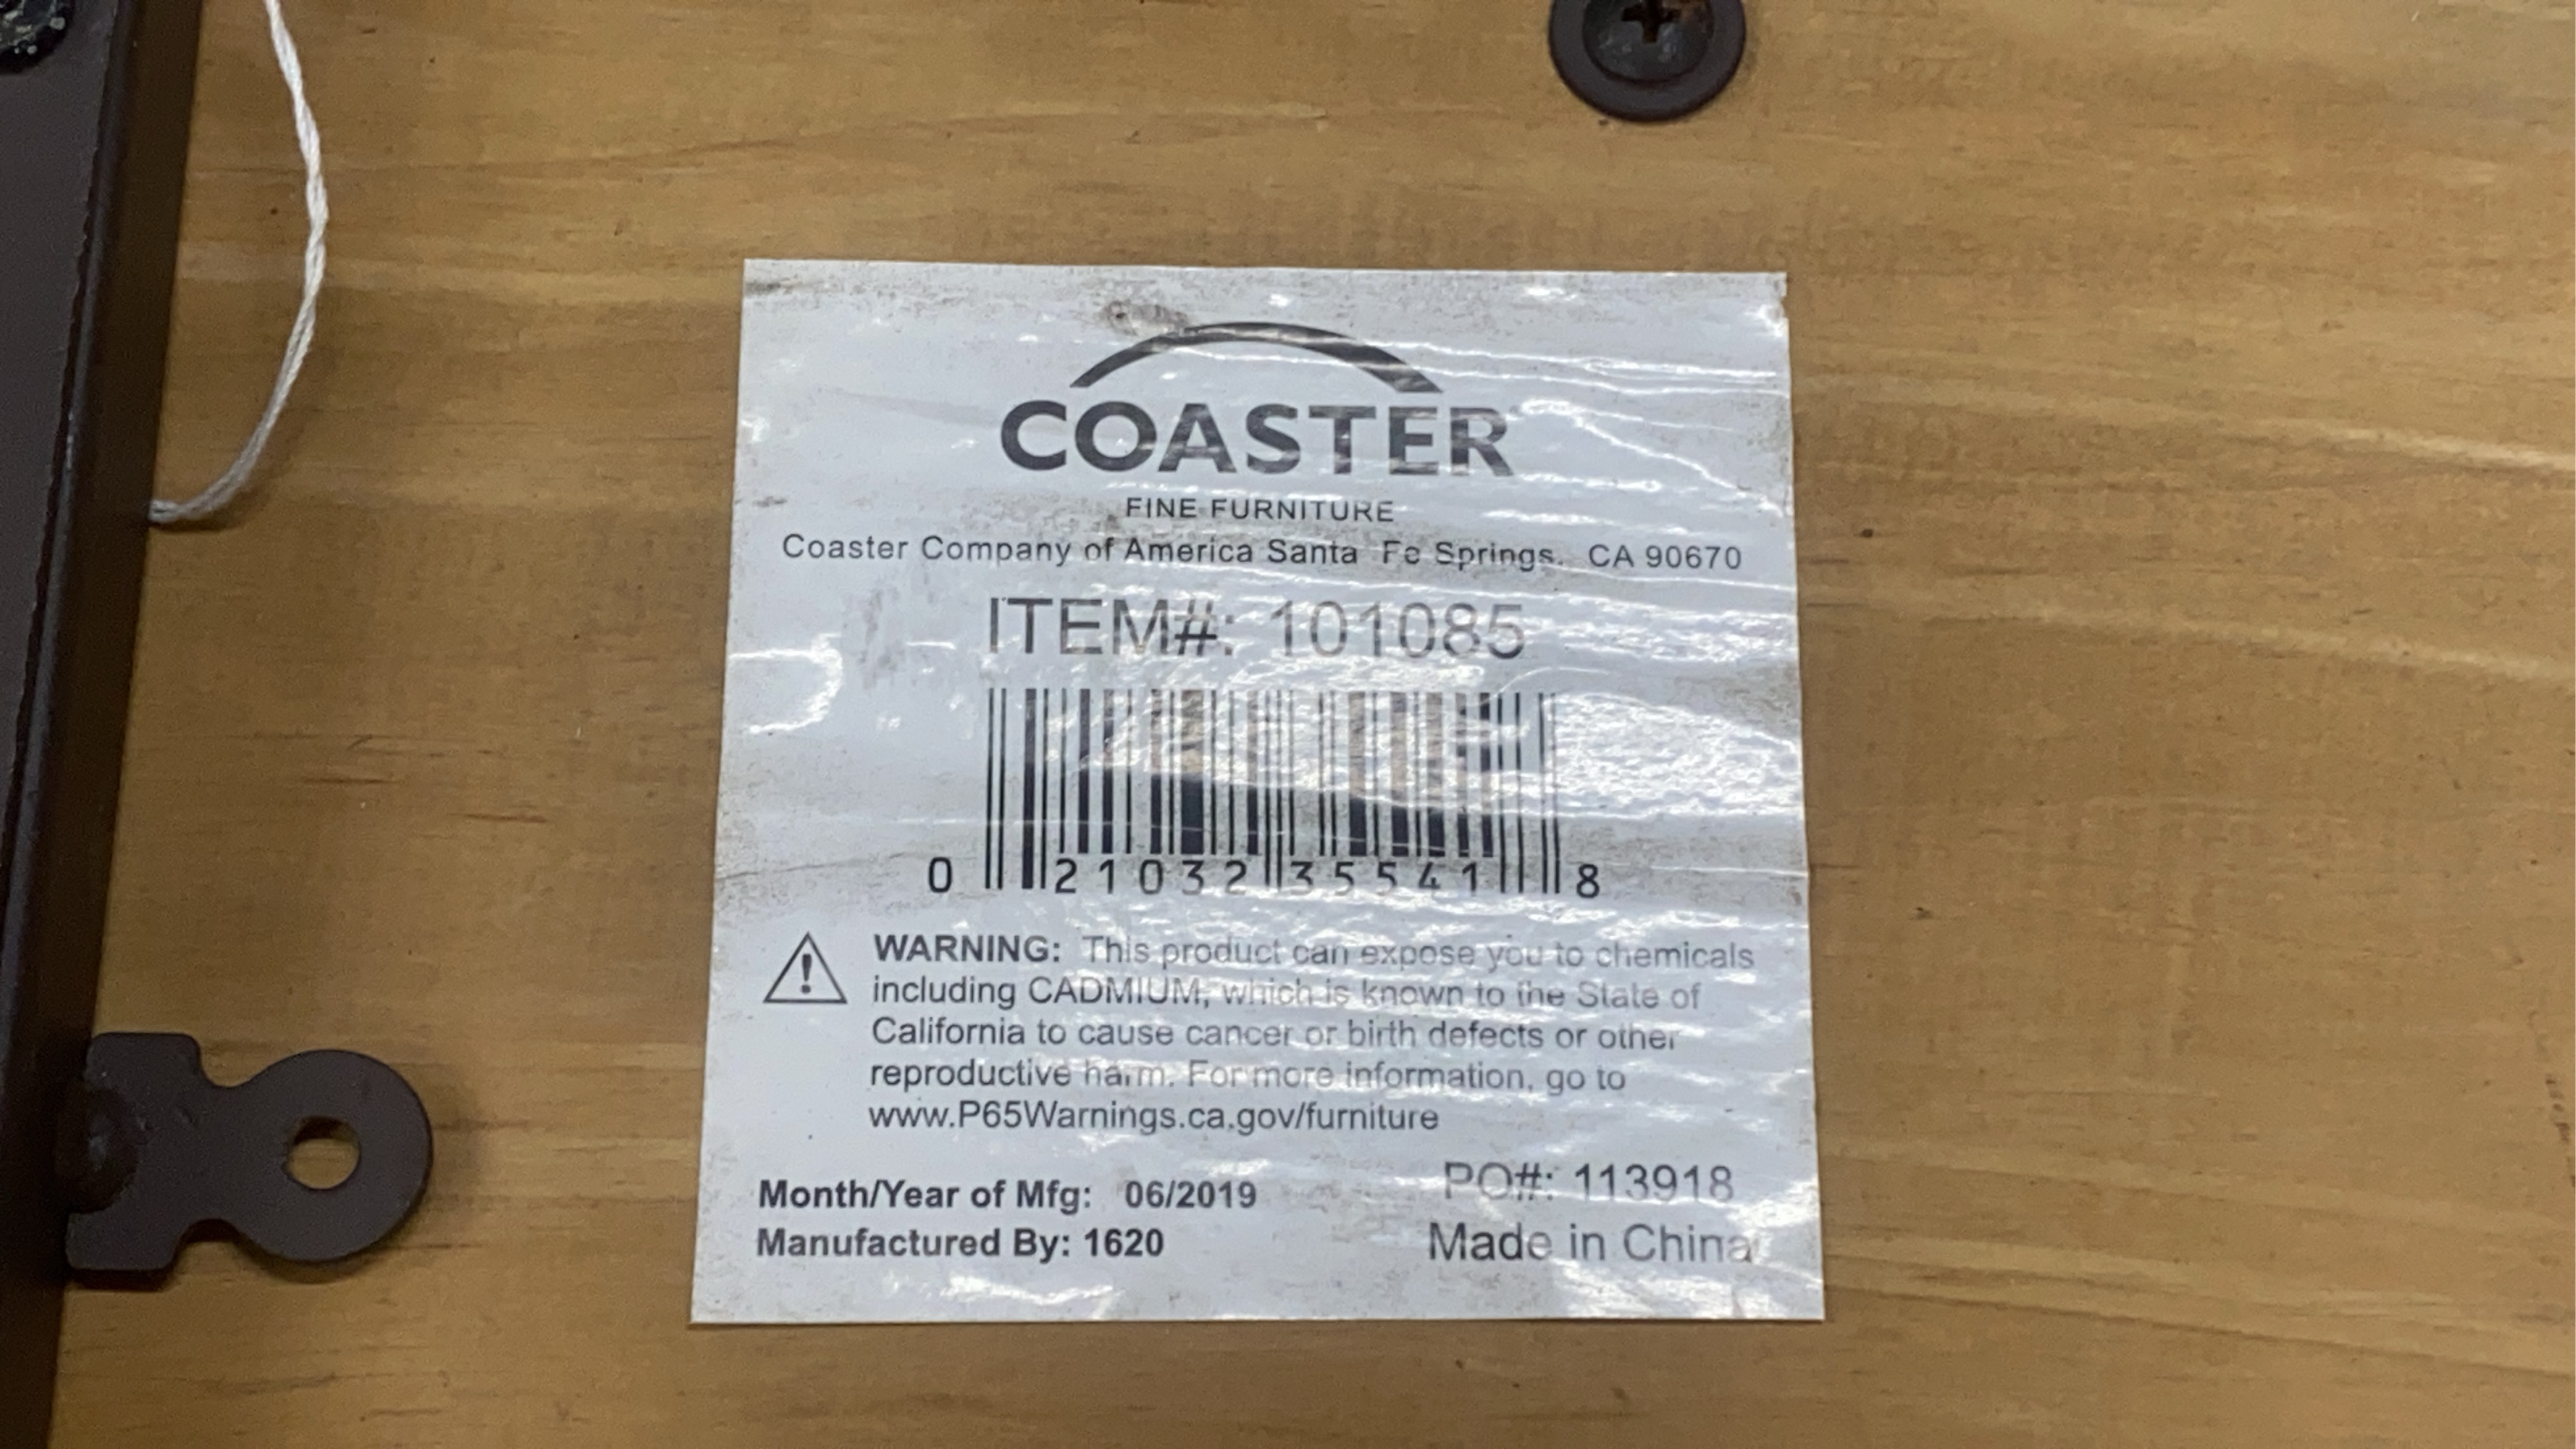 COASTER
FINE FURNITURE
Coaster Company of America Santa Fe Springs. CA 90670
ITEM#: 101085
0 21032 35541 8
WARNING: This product can expose you to chemicals
including CADMIUM, which is known to the State of
California to cause cancer or birth defects or other
reproductive harm. For more information, go to
www.P65Warnings.ca.gov/furniture
Month/Year of Mfg: 06/2019
Manufactured By: 1620
PO#: 113918
Made in China